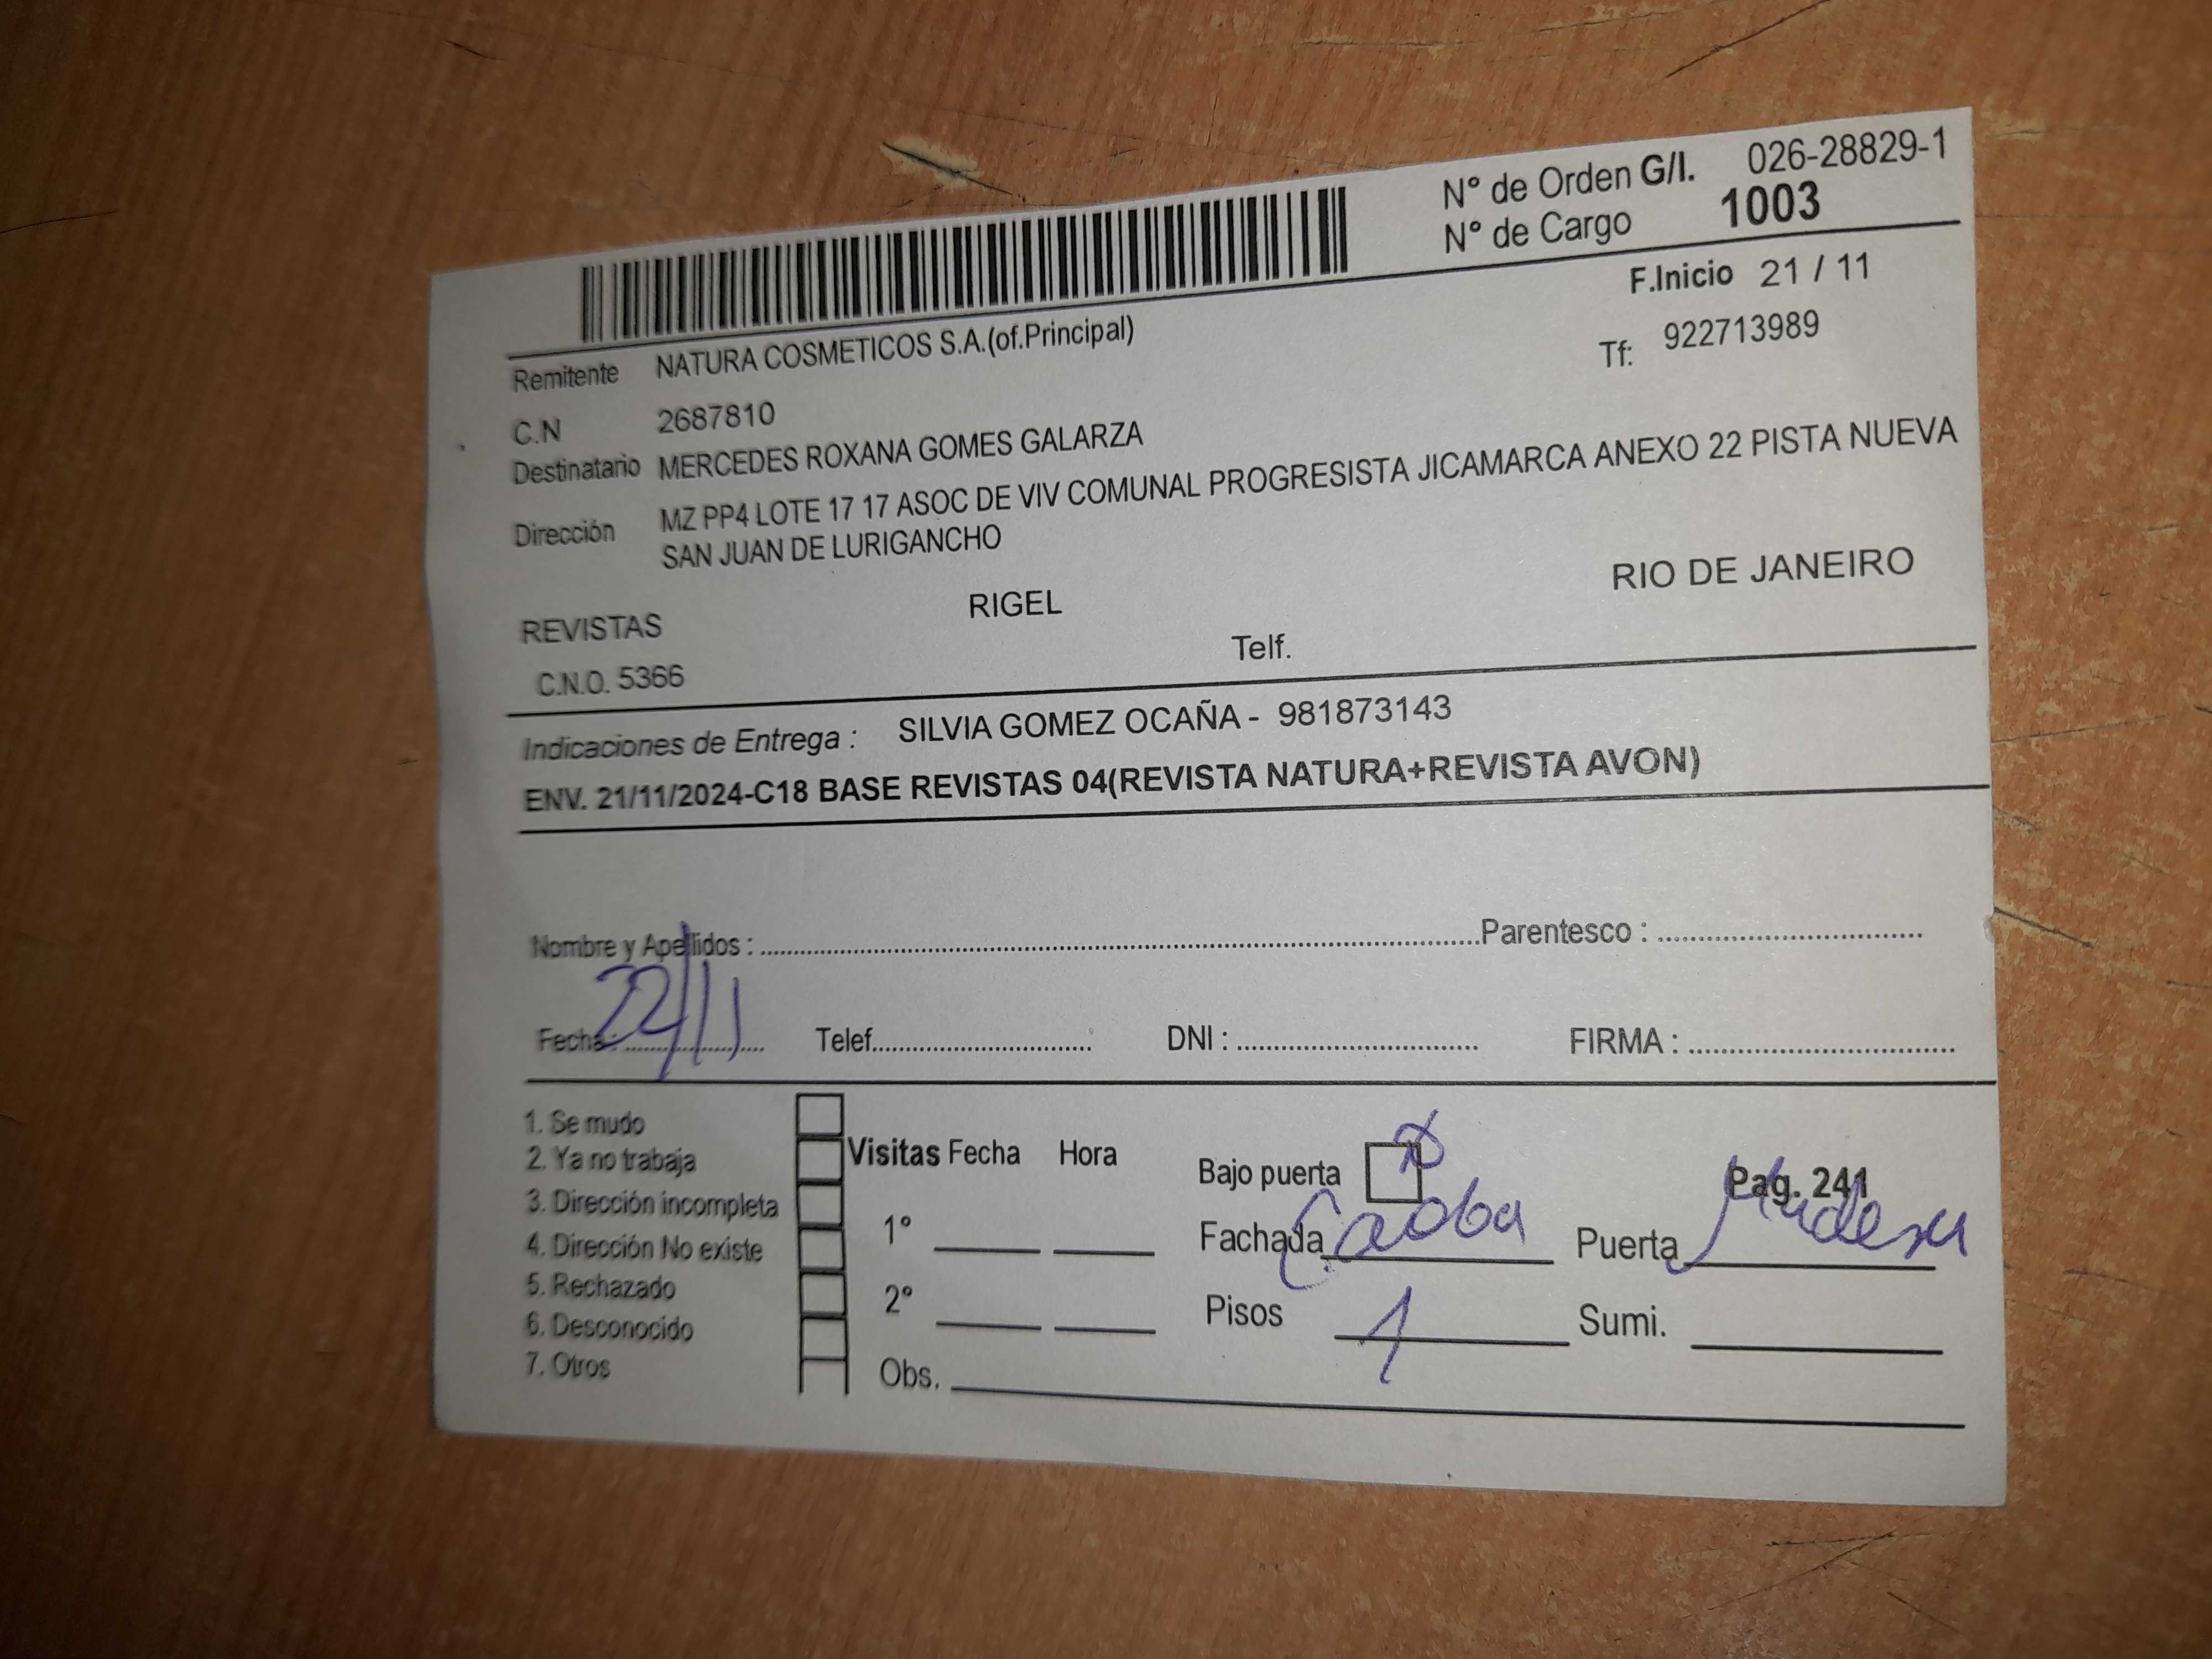 N° de Orden G/I. 026-28829-1
N° de Cargo 1003
F.Inicio 21 / 11
Remitente NATURA COSMETICOS S.A.(of.Principal)
Tf: 922713989
C.N 2687810
Destinatario MERCEDES ROXANA GOMES GALARZA
Dirección MZ PP4 LOTE 17 17 ASOC DE VIV COMUNAL PROGRESISTA JICAMARCA ANEXO 22 PISTA NUEVA
SAN JUAN DE LURIGANCHO
REVISTAS RIGEL RIO DE JANEIRO
C.N.O. 5366 Telf.
Indicaciones de Entrega : SILVIA GOMEZ OCAÑA - 981873143
ENV. 21/11/2024-C18 BASE REVISTAS 04(REVISTA NATURA+REVISTA AVON)
Nombre y Apellidos : Parentesco :
Fecha : 22/11 Telef. DNI : FIRMA :
1. Se mudo
2. Ya no trabaja
3. Dirección incompleta
4. Dirección No existe
5. Rechazado
6. Desconocido
7. Otros
Visitas Fecha Hora
1°
2°
Obs.
Bajo puerta X
Pag. 241
Fachada Caoba Puerta Madera
Pisos 1 Sumi.